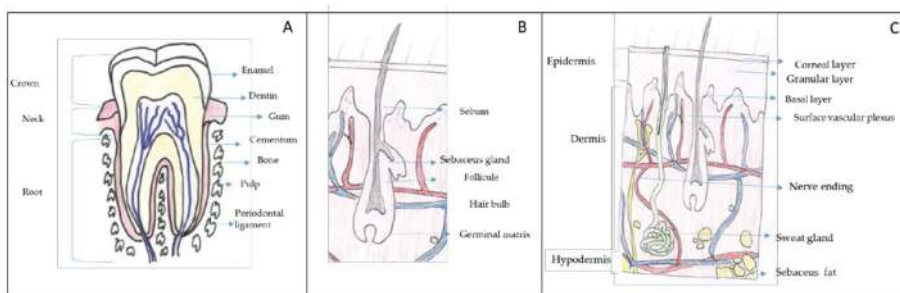 A
Crown
Neck
Root
Enamel
Dentin
Gum
Cementum
Bone
Pulp
Periodontal
ligament
B
Sebum
Sebaceus gland
Follicule
Hair bulb
Germinal matrix
C
Epidermis
Dermis
Hypodermis
Corneal layer
Granular layer
Basal layer
Surface vascular plexus
Nerve ending
Sweat gland
Sebaceus fat